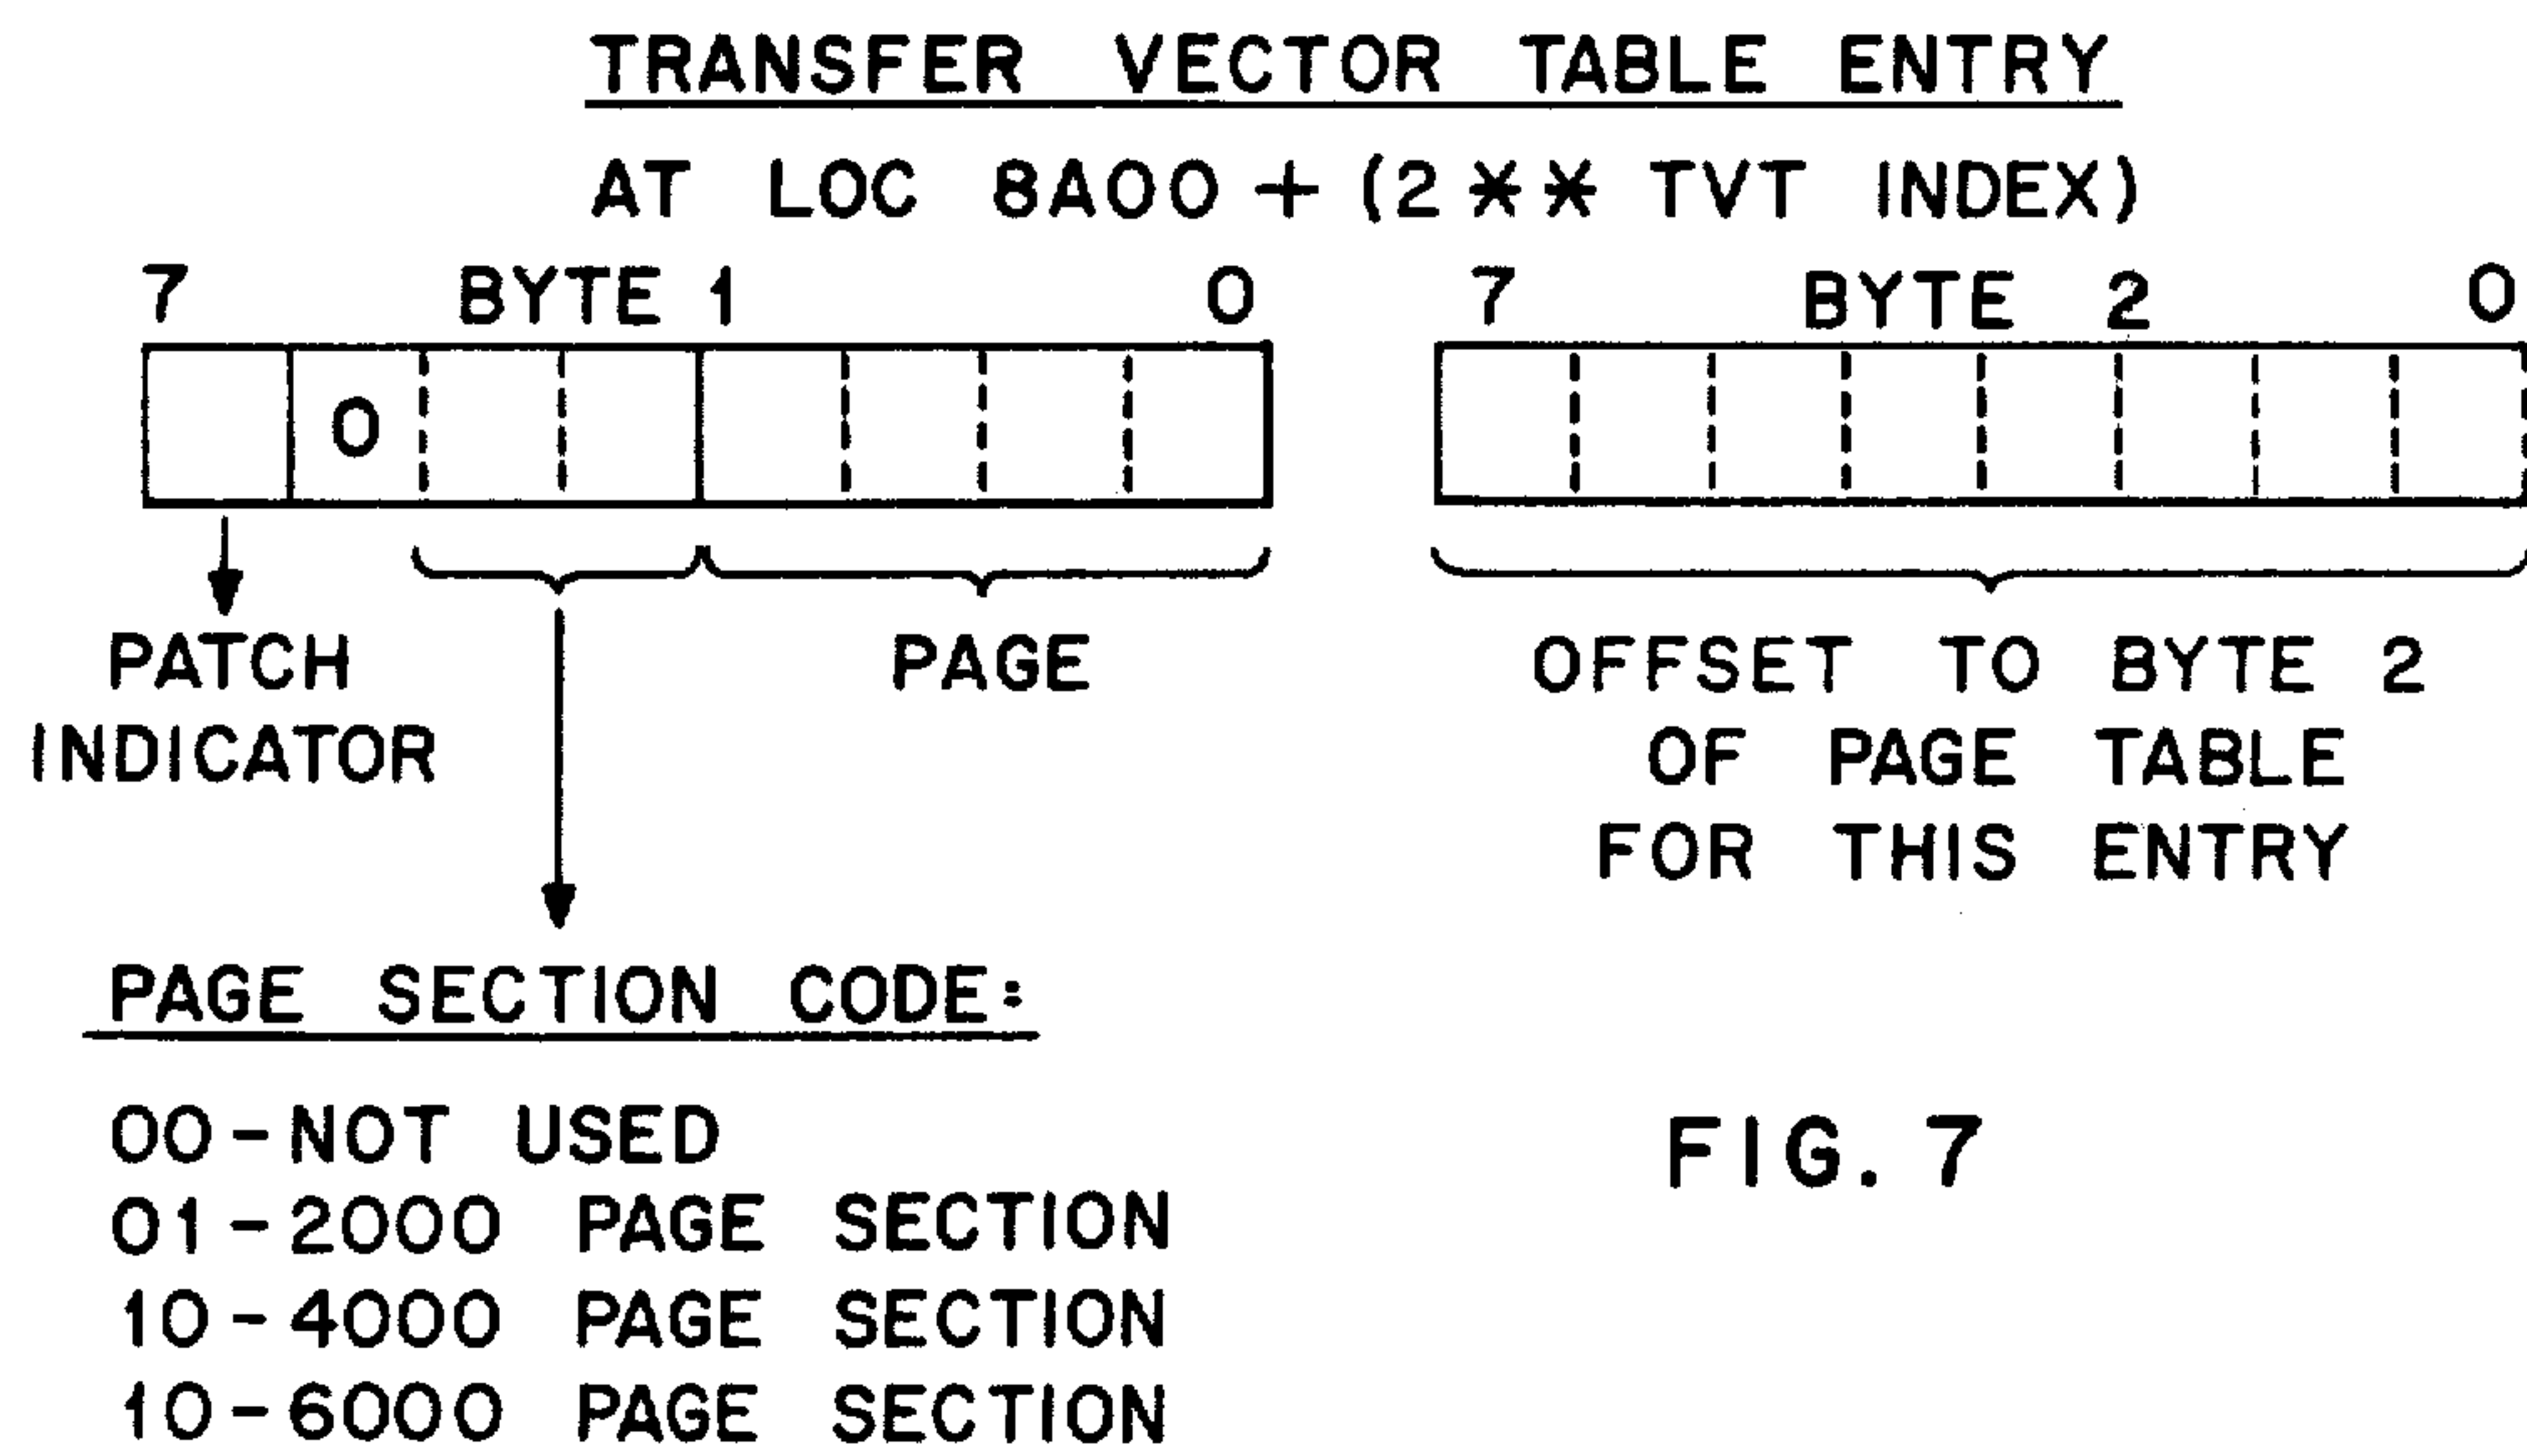 TRANSFER VECTOR TABLE ENTRY
AT LOC 8A00 + (2 ** TVT INDEX)
7 BYTE 1 0 7 BYTE 2 0
0
PATCH
INDICATOR
PAGE
OFFSET TO BYTE 2
OF PAGE TABLE
FOR THIS ENTRY
PAGE SECTION CODE:
00-NOT USED
01-2000 PAGE SECTION
10-4000 PAGE SECTION
10-6000 PAGE SECTION
FIG. 7